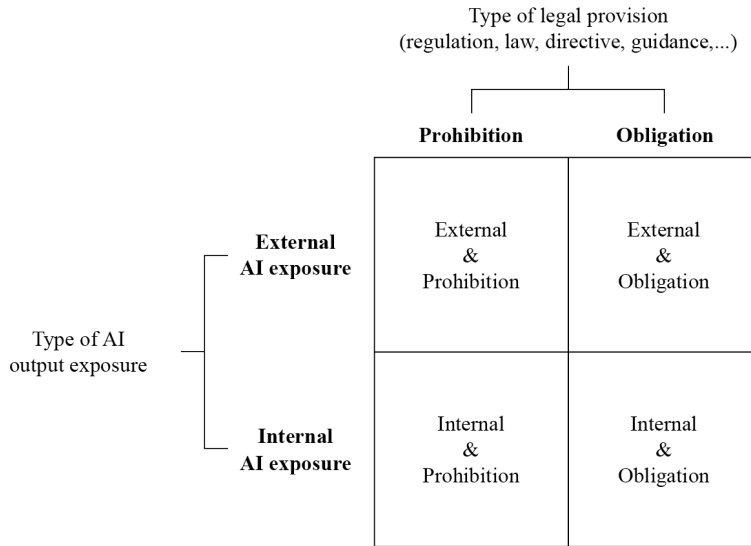 Type of legal provision
(regulation, law, directive, guidance,...)
Prohibition Obligation
External
AI exposure
External
&
Prohibition
External
&
Obligation
Type of AI
output exposure
Internal
AI exposure
Internal
&
Prohibition
Internal
&
Obligation